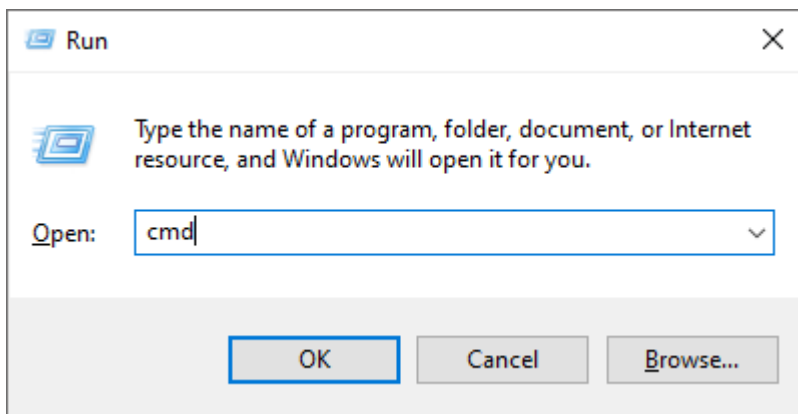 Run
Type the name of a program, folder, document, or Internet
resource, and Windows will open it for you.
Open: cmd
OK Cancel Browse...